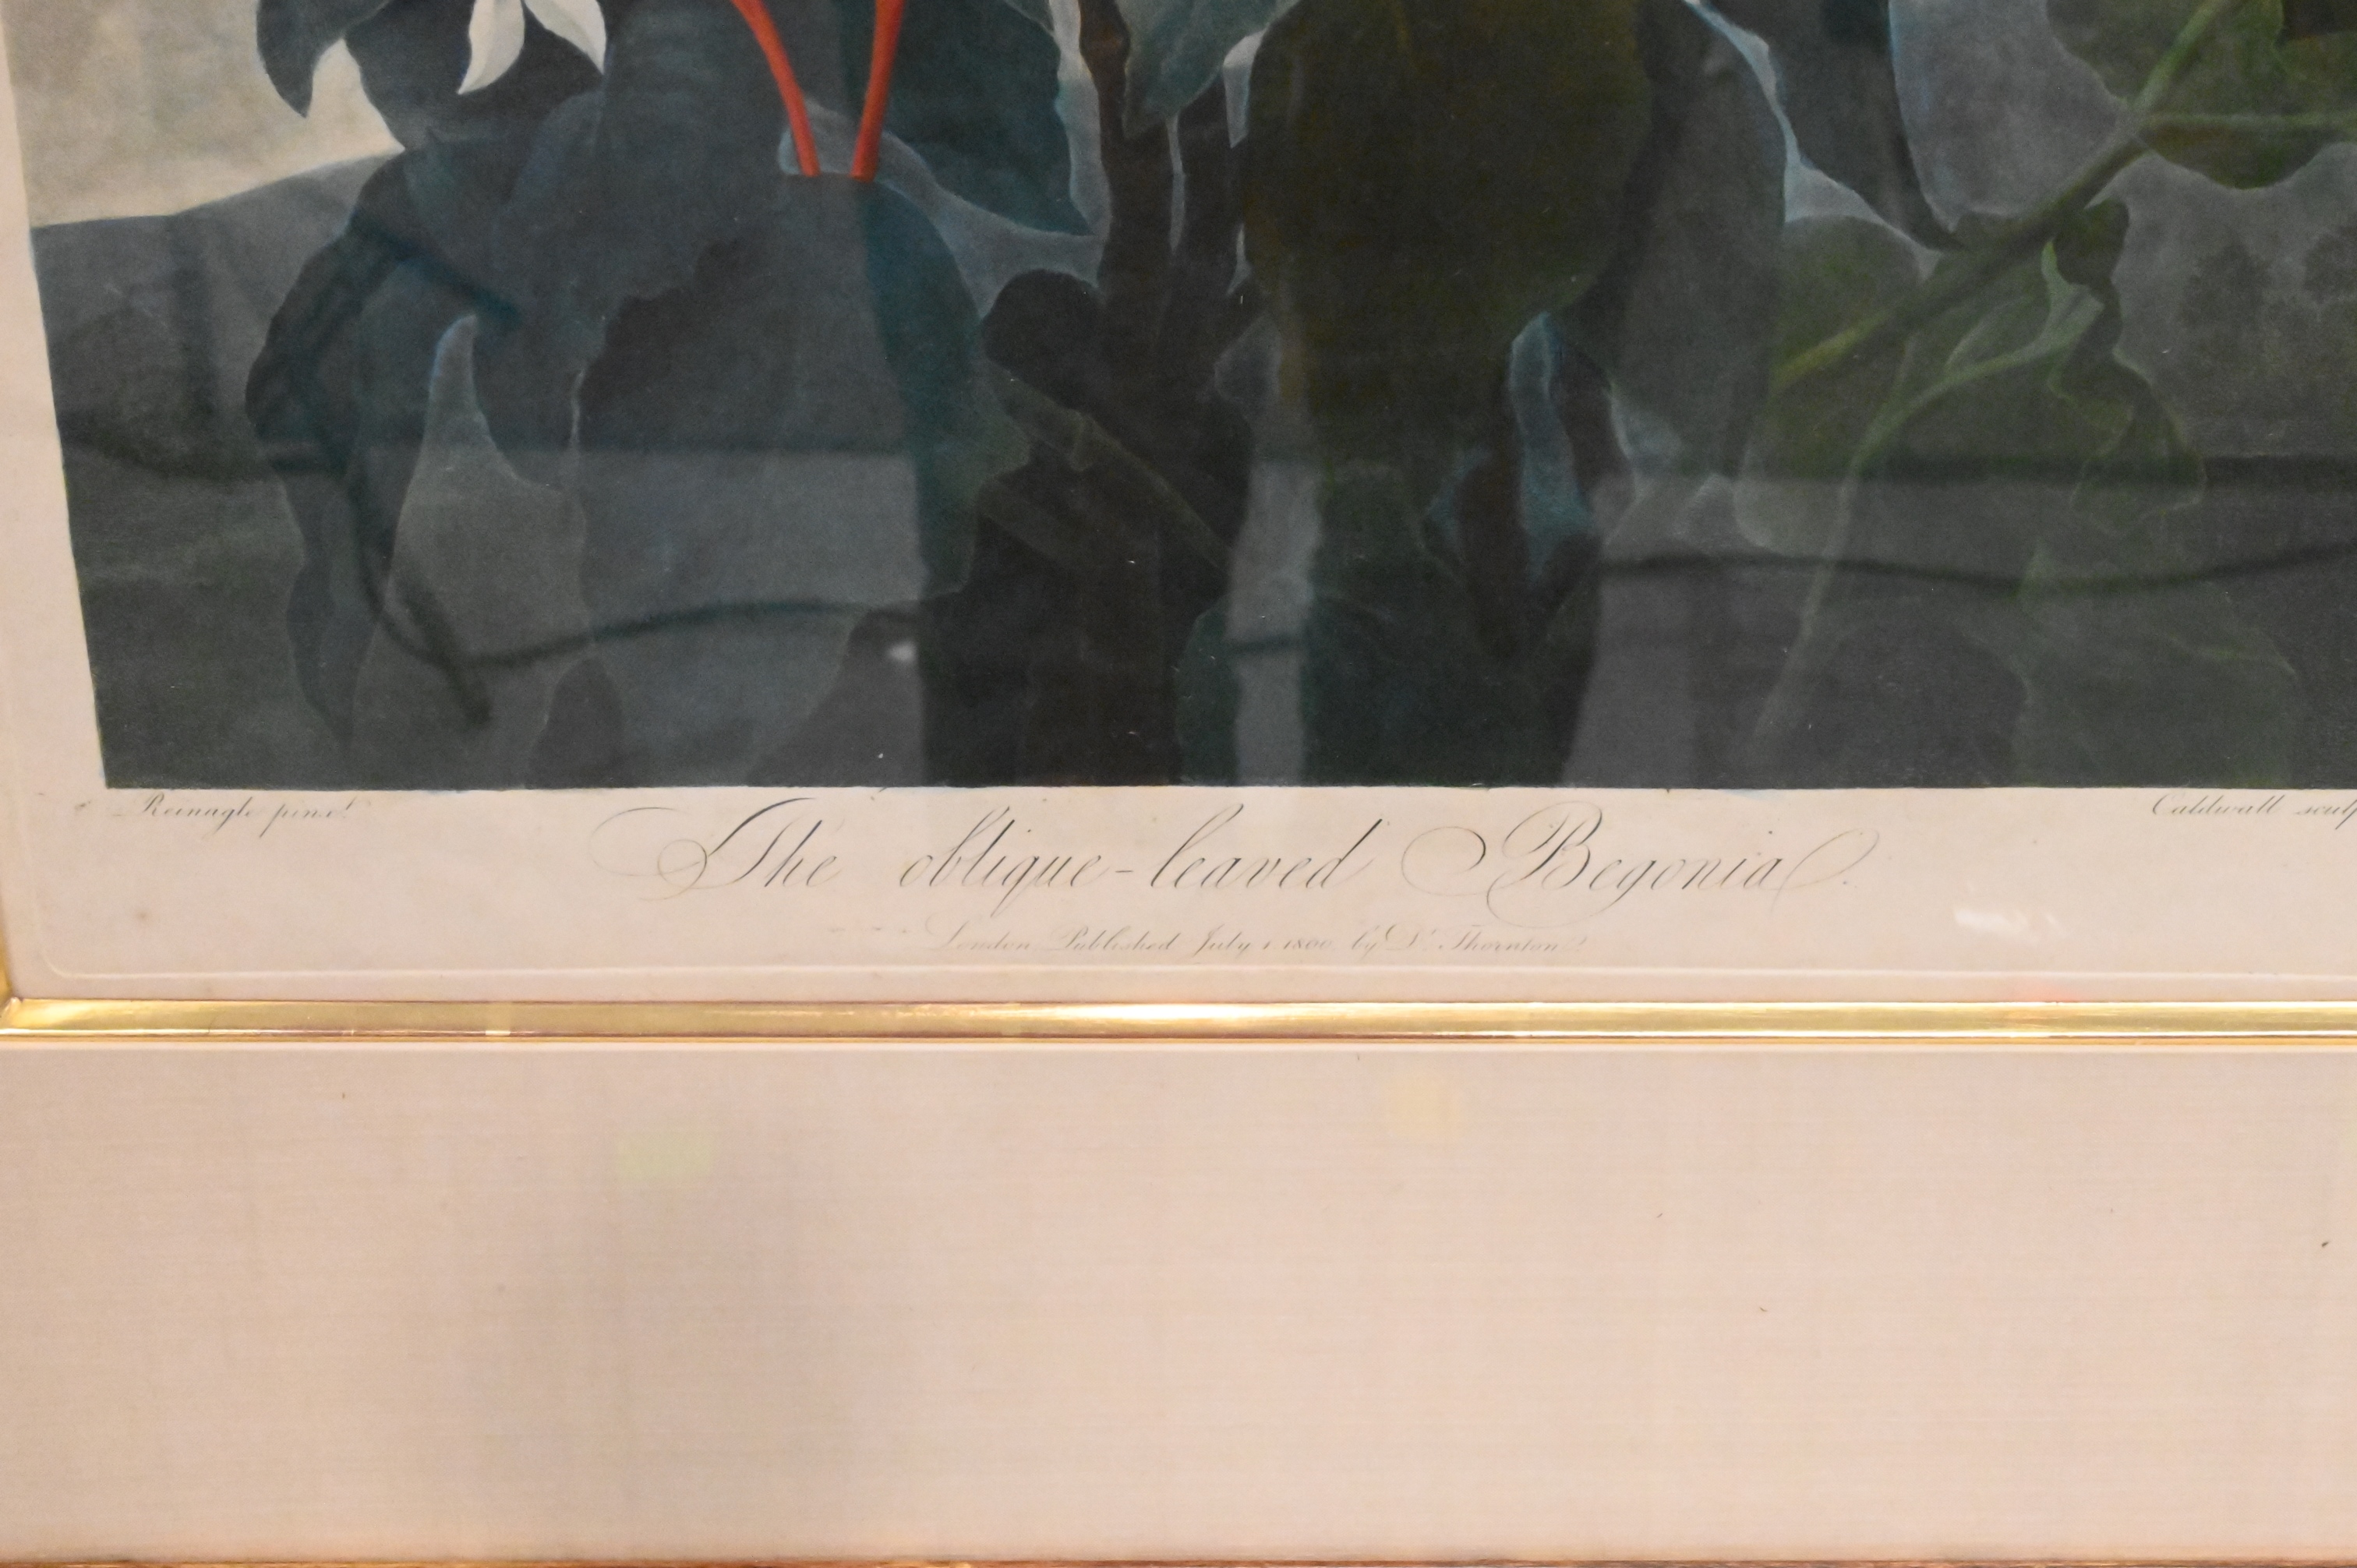 Reinagle pinx.t
Caldwall sculp
The oblique-leaved Begonia.
London Published July 1 1800 by Dr. Thornton